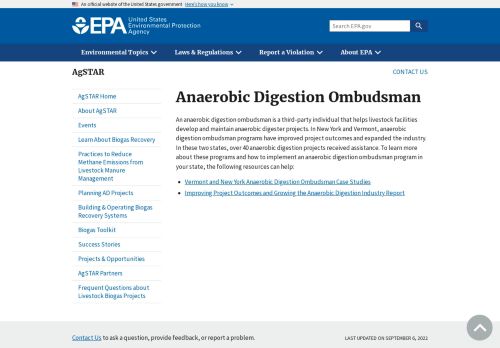 An official website of the United States government Here's how you know
EPA United States
Environmental Protection
Agency
Search EPA.gov
Environmental Topics Laws & Regulations Report a Violation About EPA
AgSTAR
CONTACT US
AgSTAR Home
About AgSTAR
Events
Learn About Biogas Recovery
Practices to Reduce
Methane Emissions from
Livestock Manure
Management
Planning AD Projects
Building & Operating Biogas
Recovery Systems
Biogas Toolkit
Success Stories
Projects & Opportunities
AgSTAR Partners
Frequent Questions about
Livestock Biogas Projects
Anaerobic Digestion Ombudsman
An anaerobic digestion ombudsman is a third-party individual that helps livestock facilities
develop and maintain anaerobic digester projects. In New York and Vermont, anaerobic
digestion ombudsman programs have improved project outcomes and expanded the industry.
In these two states, over 40 anaerobic digestion projects received assistance. To learn more
about these programs and how to implement an anaerobic digestion ombudsman program in
your state, the following resources can help:
Vermont and New York Anaerobic Digestion Ombudsman Case Studies
Improving Project Outcomes and Growing the Anaerobic Digestion Industry Report
Contact Us to ask a question, provide feedback, or report a problem.
LAST UPDATED ON SEPTEMBER 6, 2022